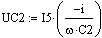 UC2 := I5·(−i/(ω·C2))